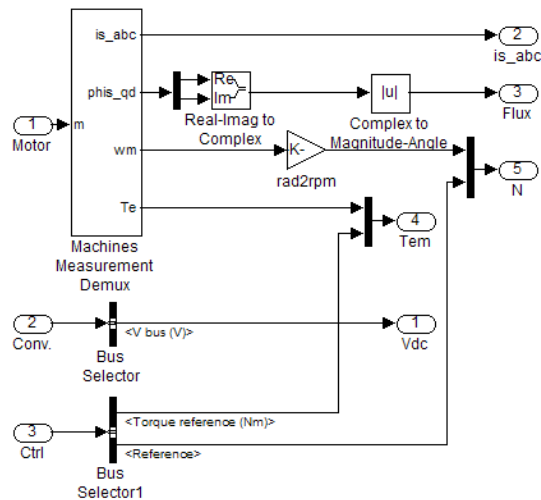 is_abc
2
is_abc
phis_qd
Re
Im
|u|
3
Flux
Real-Imag to
Complex
Complex to
Magnitude-Angle
1
Motor
m
wm
K-
rad2rpm
5
N
Te
4
Tem
Machines
Measurement
Demux
2
Conv.
<V bus (V)>
1
Vdc
Bus
Selector
<Torque reference (Nm)>
3
Ctrl
<Reference>
Bus
Selector1